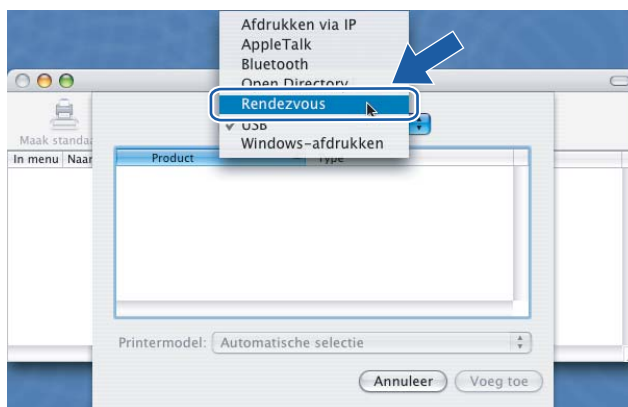 Afdrukken via IP
AppleTalk
Bluetooth
Open Directory
Rendezvous
USB
Windows-afdrukken
Maak standaa
In menu Naar
Product Type
Printermodel: Automatische selectie
Annuleer Voeg toe